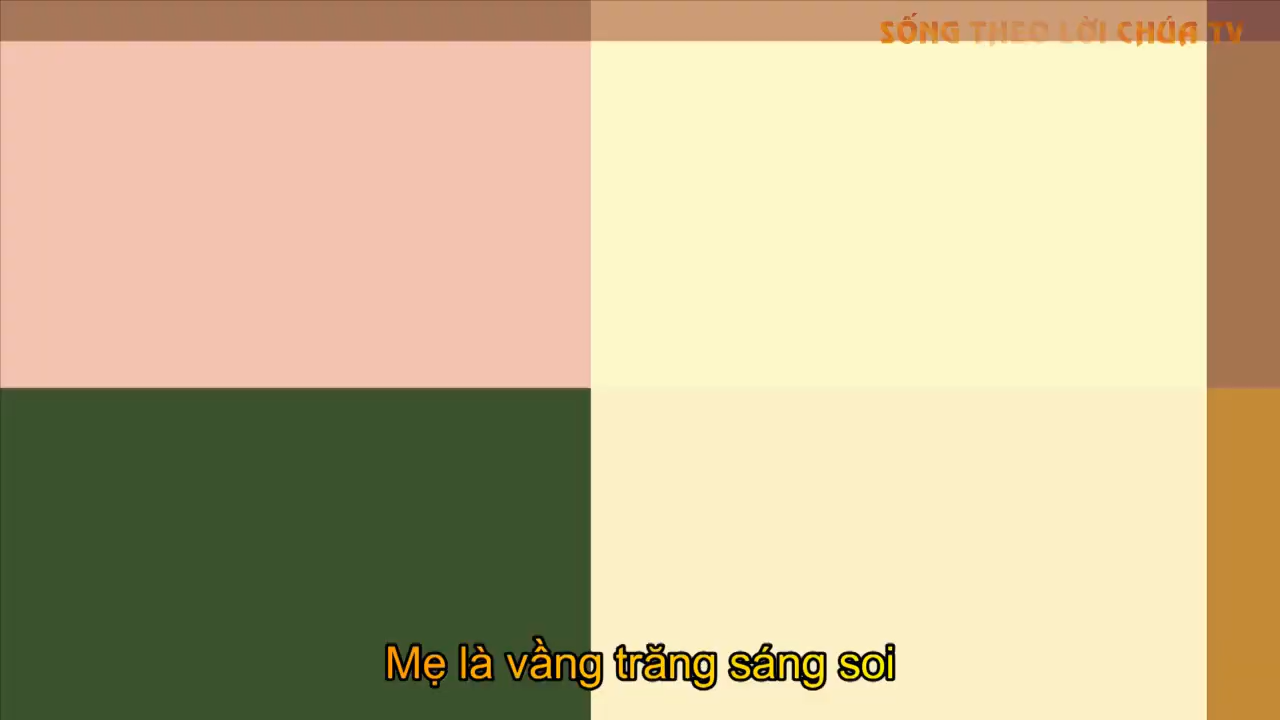 SỐNG THEO LỜI CHÚA TV
Mẹ là vầng trăng sáng soi